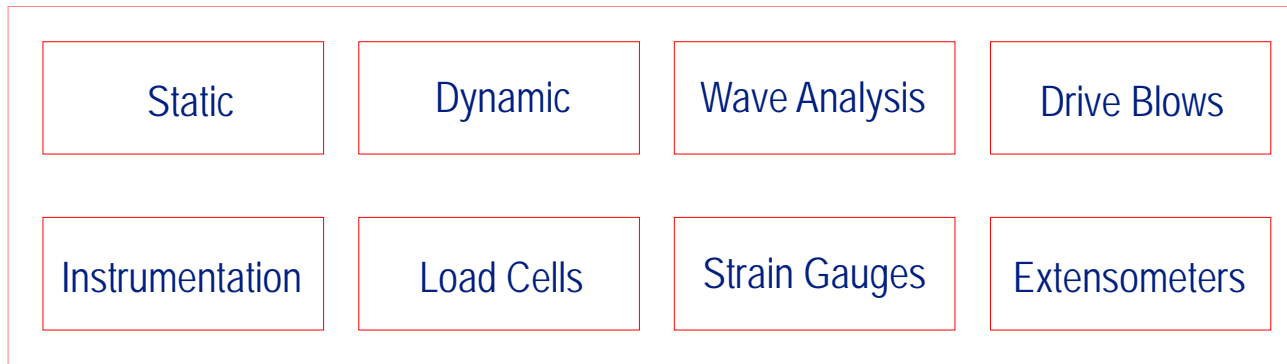 Static
Dynamic
Wave Analysis
Drive Blows
Instrumentation
Load Cells
Strain Gauges
Extensometers